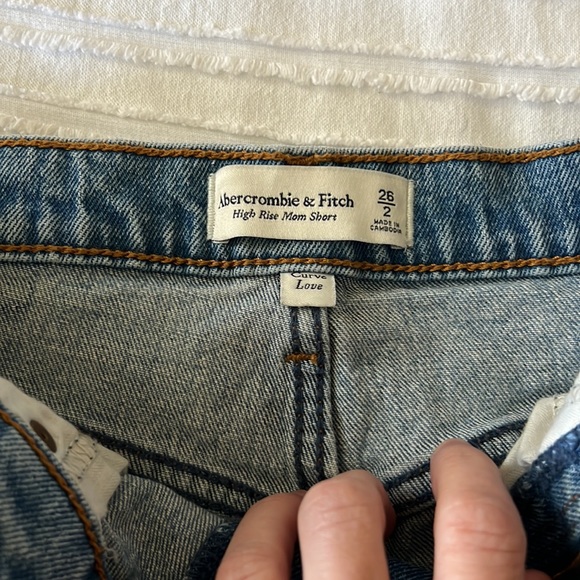 Abercrombie & Fitch
High Rise Mom Short
26
2
MADE IN
CAMBODIA
Curve
Love